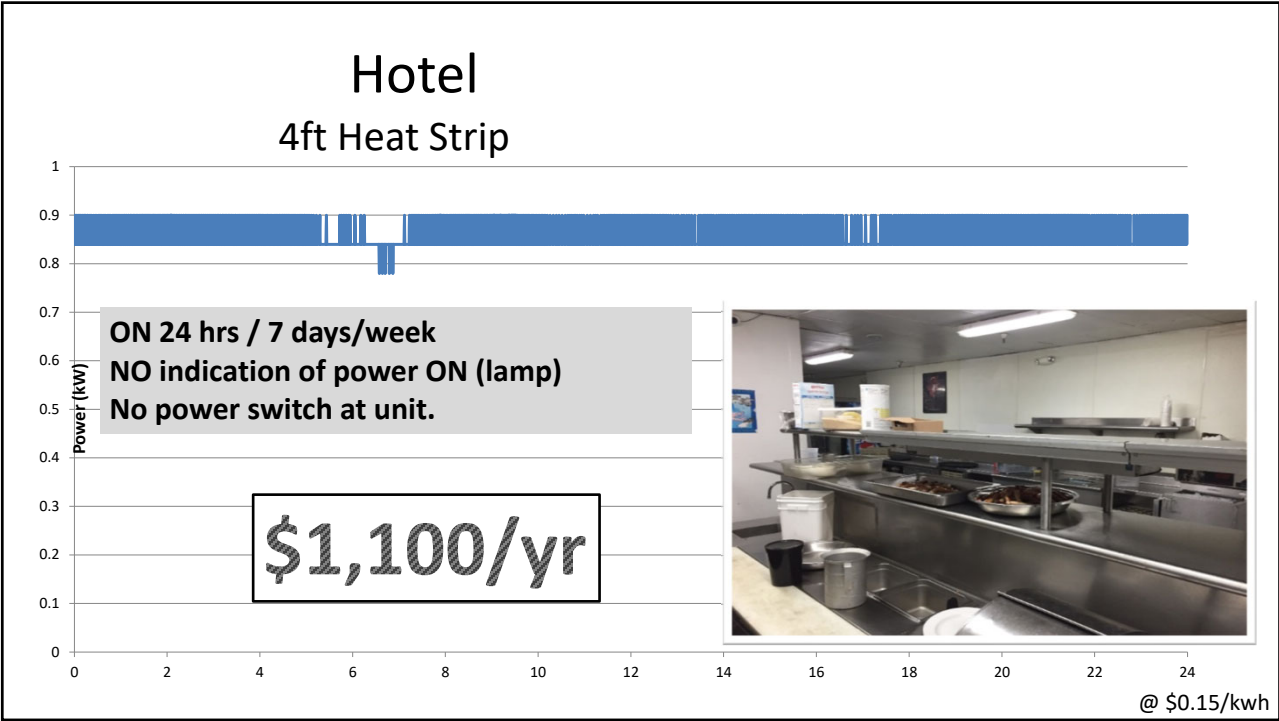 Hotel
4ft Heat Strip
1
0.9
0.8
0.7
0.6
0.5
0.4
0.3
0.2
0.1
0
Power (kW)
ON 24 hrs / 7 days/week
NO indication of power ON (lamp)
No power switch at unit.
$1,100/yr
0 2 4 6 8 10 12 14 16 18 20 22 24
@ $0.15/kwh